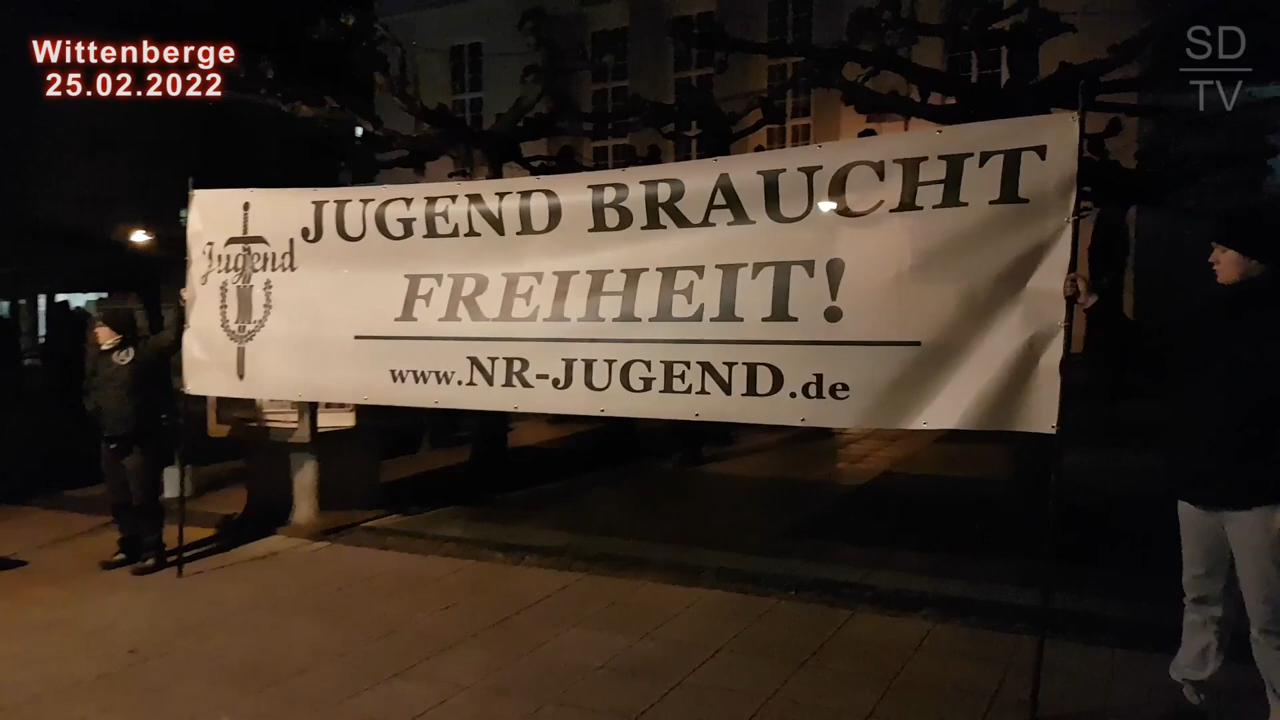 Wittenberge
25.02.2022
SD
TV
JUGEND BRAUCHT
Jugend
FREIHEIT!
www.NR-JUGEND.de